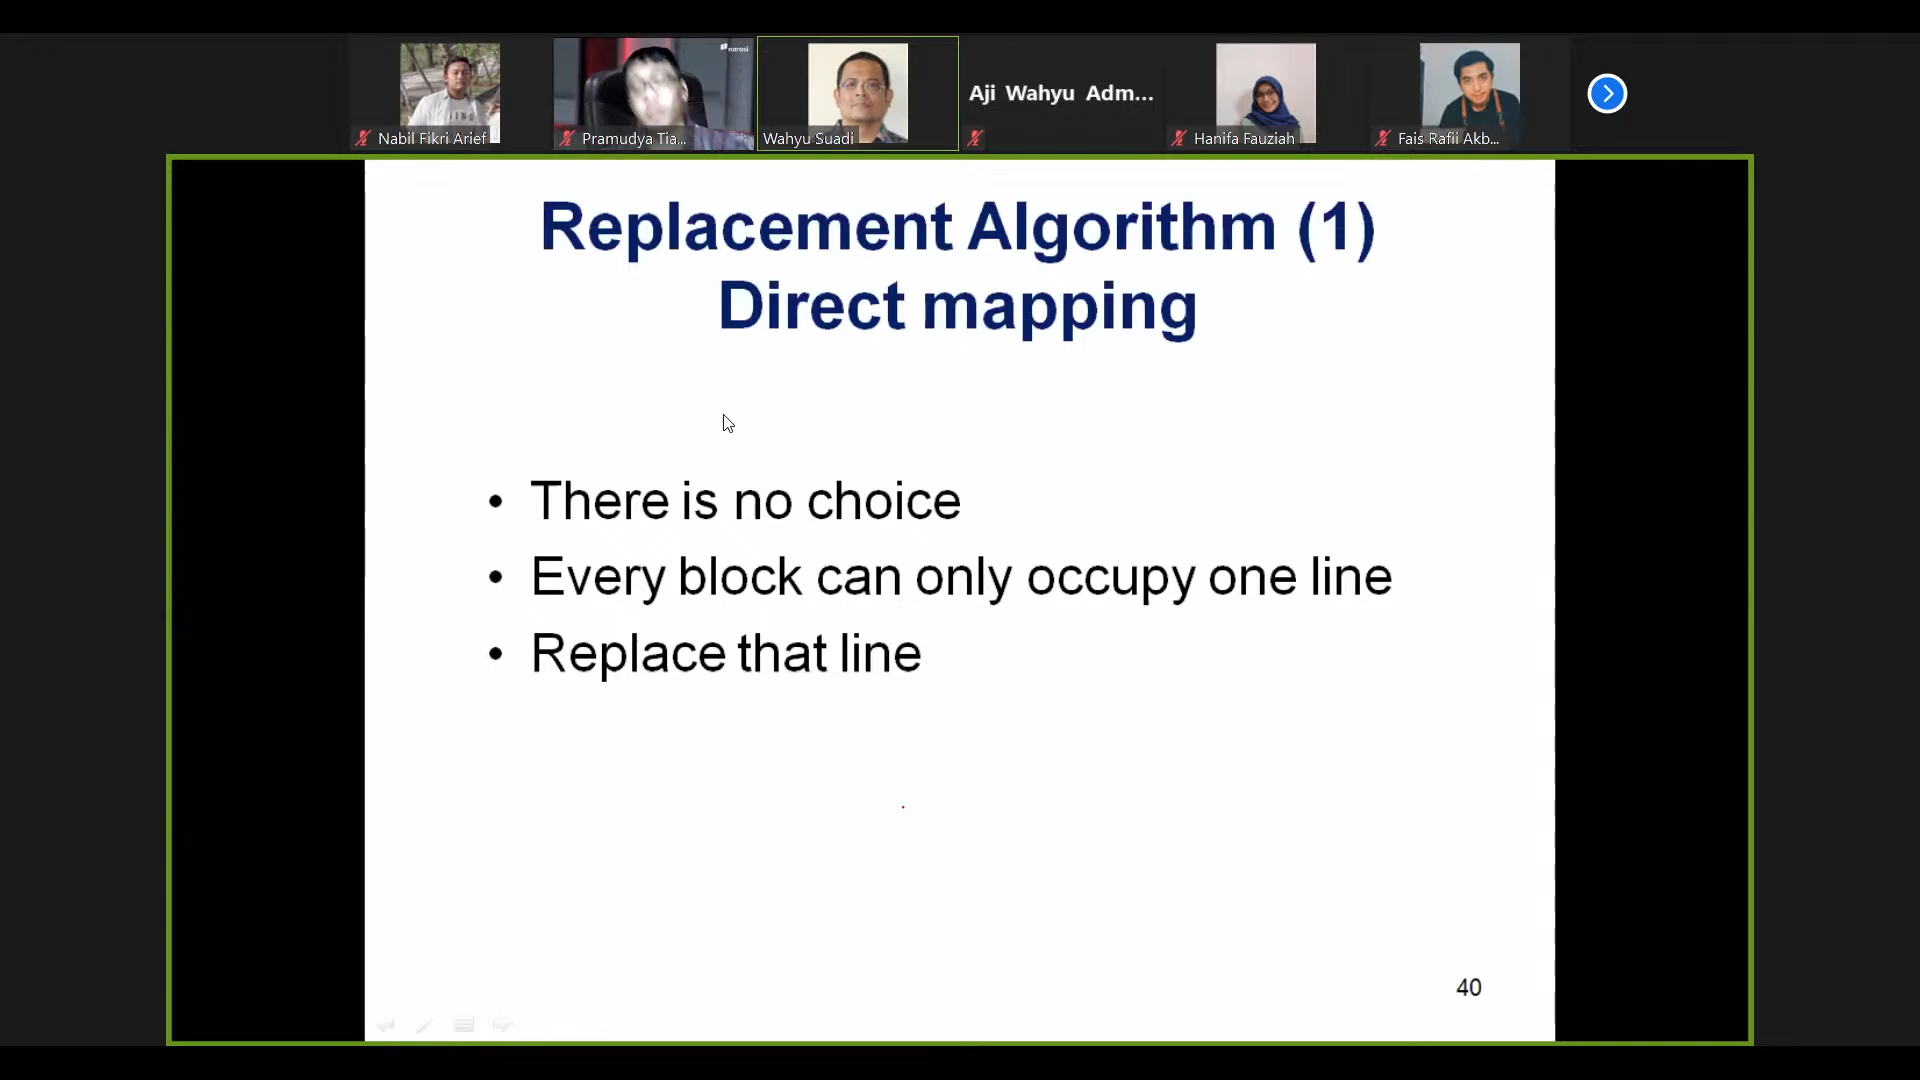 narasi
Nabil Fikri Arief
Pramudya Tia...
Wahyu Suadi
Aji Wahyu Adm...
Hanifa Fauziah
Fais Rafii Akb...
Replacement Algorithm (1)
Direct mapping
• There is no choice
• Every block can only occupy one line
• Replace that line
40